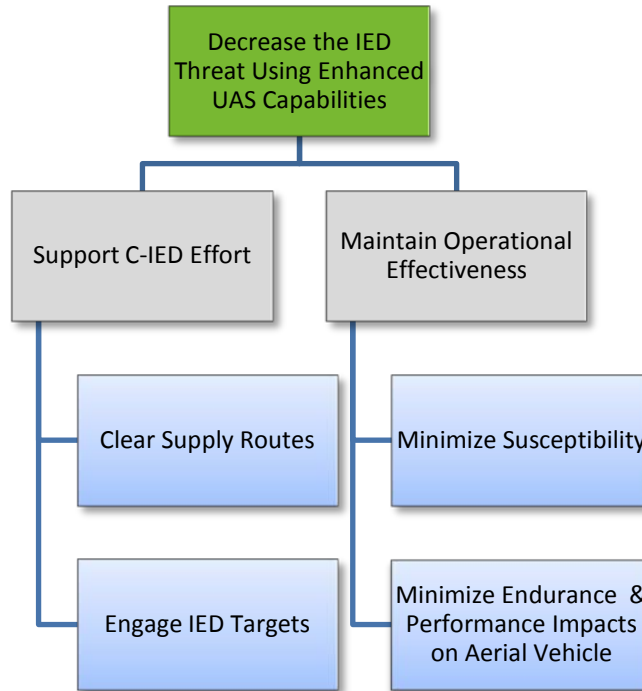 Decrease the IED
Threat Using Enhanced
UAS Capabilities
Support C-IED Effort
Maintain Operational
Effectiveness
Clear Supply Routes
Minimize Susceptibility
Engage IED Targets
Minimize Endurance &
Performance Impacts
on Aerial Vehicle